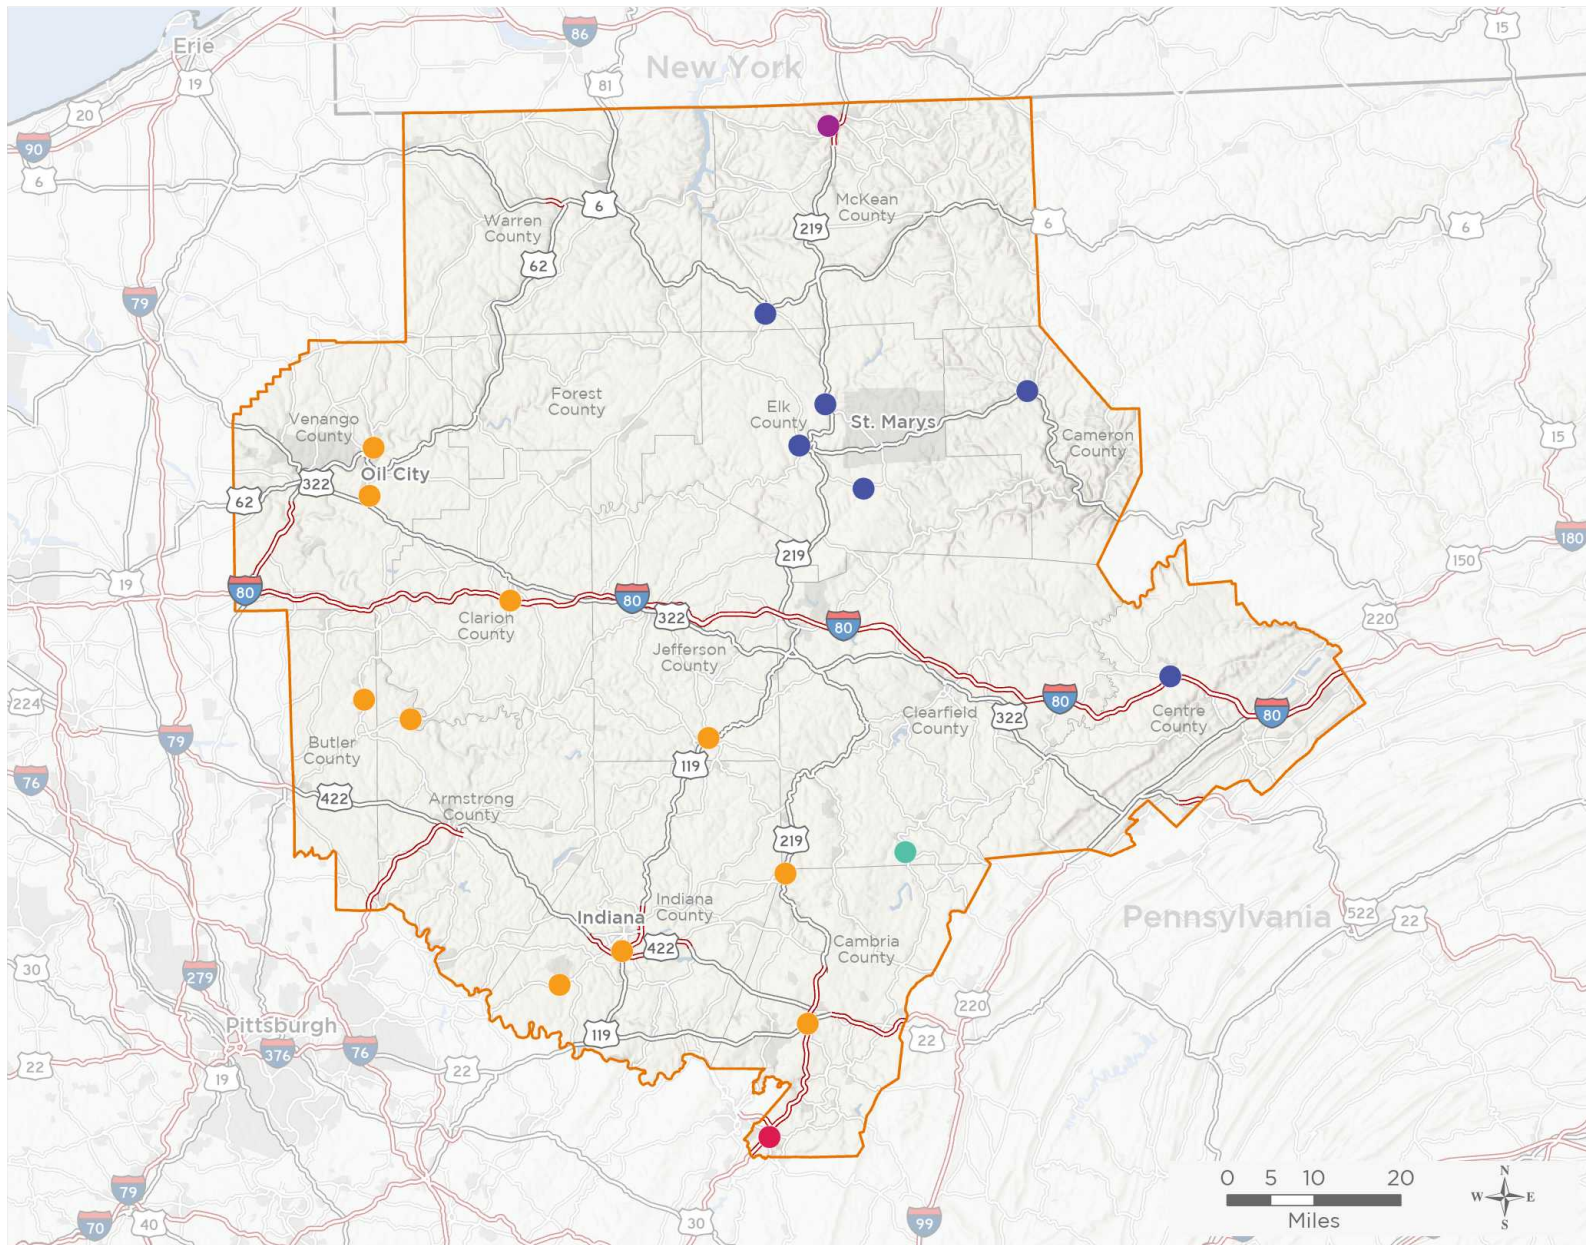 Erie
86
15
New York
19
81
20
90
6
McKean
County
6
Warren
County
219
6
6
62
79
Forest
County
Elk
County
St. Marys
Venango
County
Cameron
County
15
Oil City
322
62
180
219
150
19
80
80
322
80
220
Clarion
County
Jefferson
County
224
Clearfield
County
322
80
Centre
County
80
79
Butler
County
119
76
422
Armstrong
County
219
Indiana
County
Indiana
Pennsylvania
522
22
422
Cambria
County
30
279
220
Pittsburgh
119
22
376
76
22
22
19
0 5 10 20
Miles
N
W E
S
79
70
40
30
99